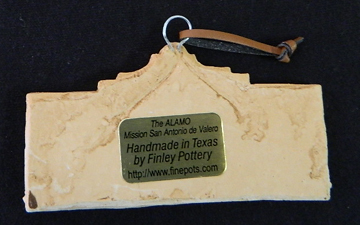 The ALAMO
Mission San Antonio de Valero
Handmade in Texas
by Finley Pottery
http://www.finepots.com